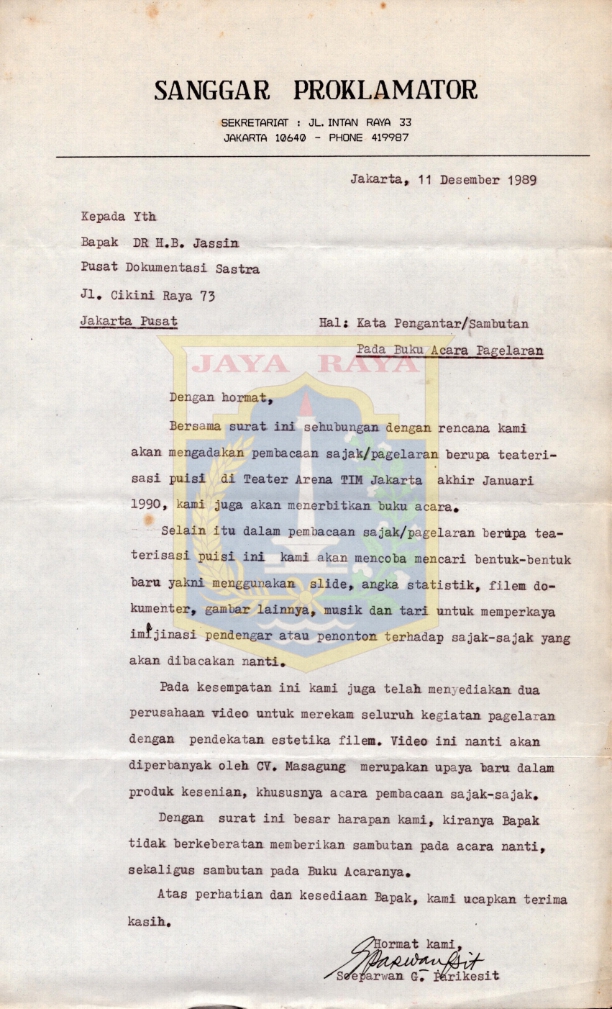 SANGGAR PROKLAMATOR
SEKRETARIAT : JL. INTAN RAYA 33
JAKARTA 10640 - PHONE 419987
Jakarta, 11 Desember 1989
Kepada Yth
Bapak DR H.B. Jassin
Pusat Dokumentasi Sastra
Jl. Cikini Raya 73
Jakarta Pusat
Hal: Kata Pengantar/Sambutan
Pada Buku Acara Pagelaran
JAYA RAYA
Dengan hormat,
Bersama surat ini sehubungan dengan rencana kami
akan mengadakan pembacaan sajak/pagelaran berupa teateri-
sasi puisi di Teater Arena TIM Jakarta akhir Januari
1990, kami juga akan menerbitkan buku acara.
Selain itu dalam pembacaan sajak/pagelaran berupa tea-
terisasi puisi ini kami akan mencoba mencari bentuk-bentuk
baru yakni menggunakan slide, angka statistik, filem do-
kumenter, gambar lainnya, musik dan tari untuk memperkaya
imijinasi pendengar atau penonton terhadap sajak-sajak yang
akan dibacakan nanti.
Pada kesempatan ini kami juga telah menyediakan dua
perusahaan video untuk merekam seluruh kegiatan pagelaran
dengan pendekatan estetika filem. Video ini nanti akan
diperbanyak oleh CV. Masagung merupakan upaya baru dalam
produk kesenian, khususnya acara pembacaan sajak-sajak.
Dengan surat ini besar harapan kami, kiranya Bapak
tidak berkeberatan memberikan sambutan pada acara nanti,
sekaligus sambutan pada Buku Acaranya.
Atas perhatian dan kesediaan Bapak, kami ucapkan terima
kasih.
Hormat kami,
Soeparwan G. Parikesit